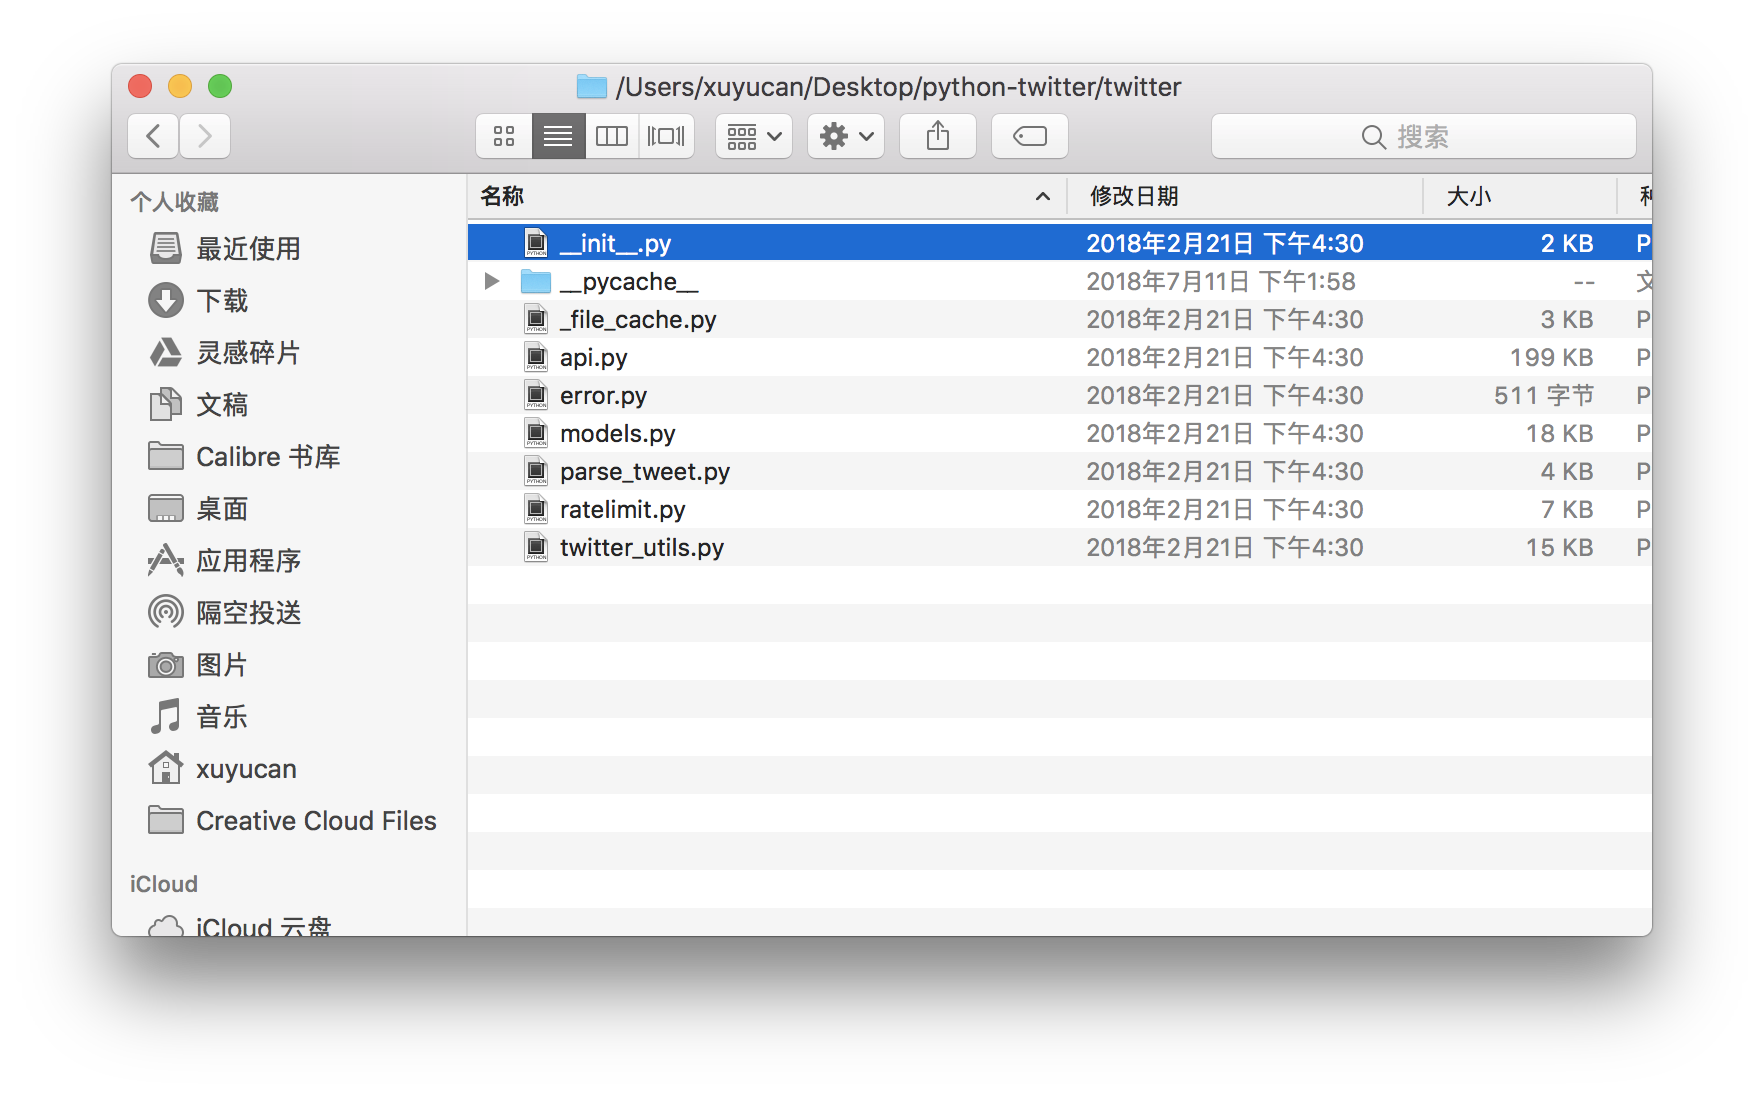 /Users/xuyucan/Desktop/python-twitter/twitter
搜索
个人收藏
最近使用
下载
灵感碎片
文稿
Calibre 书库
桌面
应用程序
隔空投送
图片
音乐
xuyucan
Creative Cloud Files
iCloud
iCloud 云盘
名称 修改日期 大小
__init__.py 2018年2月21日 下午4:30 2 KB P
__pycache__ 2018年7月11日 下午1:58 -- 文
_file_cache.py 2018年2月21日 下午4:30 3 KB P
api.py 2018年2月21日 下午4:30 199 KB P
error.py 2018年2月21日 下午4:30 511 字节 P
models.py 2018年2月21日 下午4:30 18 KB P
parse_tweet.py 2018年2月21日 下午4:30 4 KB P
ratelimit.py 2018年2月21日 下午4:30 7 KB P
twitter_utils.py 2018年2月21日 下午4:30 15 KB P